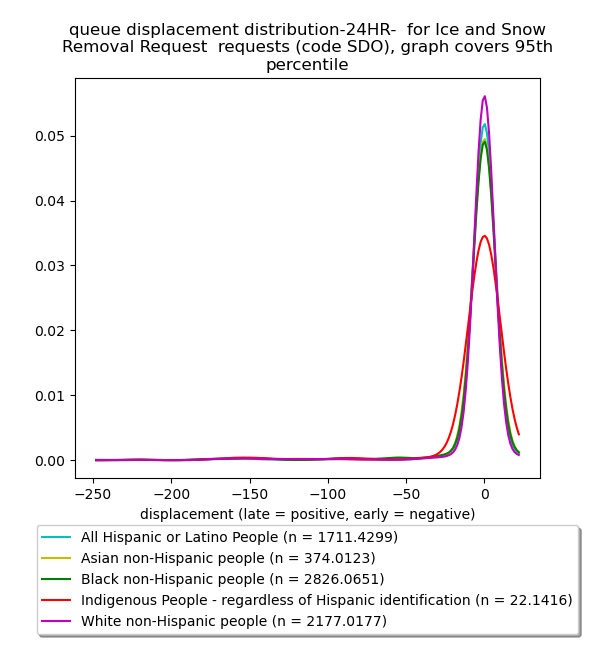 queue displacement distribution-24HR-  for Ice and Snow
Removal Request  requests (code SDO), graph covers 95th
percentile
0.05
0.04
0.03
0.02
0.01
0.00
−250 −200 −150 −100 −50 0
displacement (late = positive, early = negative)
All Hispanic or Latino People (n = 1711.4299)
Asian non-Hispanic people (n = 374.0123)
Black non-Hispanic people (n = 2826.0651)
Indigenous People - regardless of Hispanic identification (n = 22.1416)
White non-Hispanic people (n = 2177.0177)